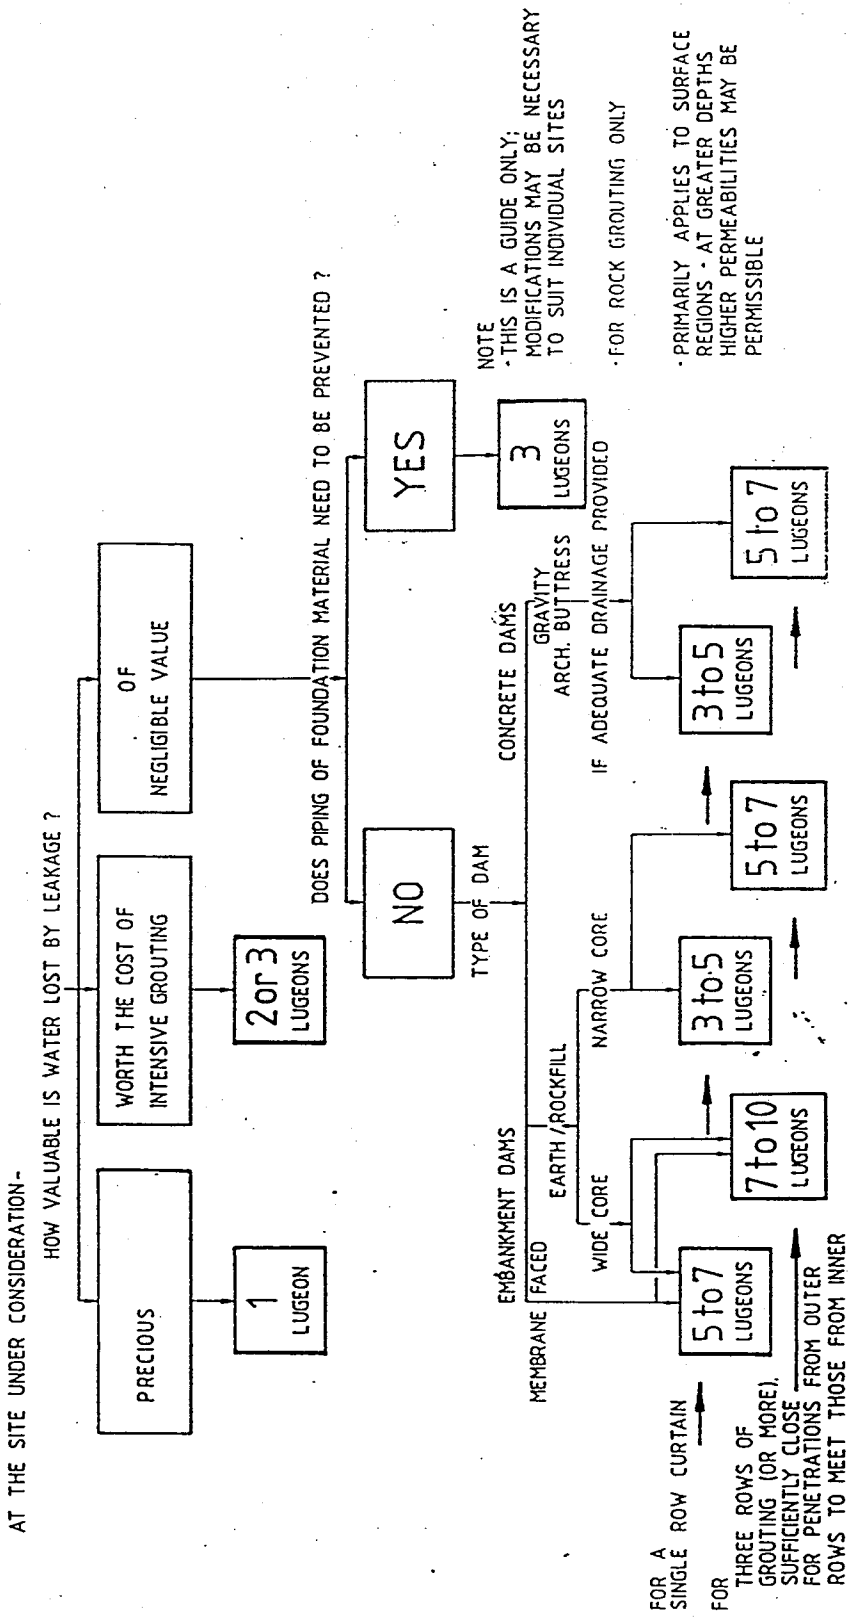 AT THE SITE UNDER CONSIDERATION-
HOW VALUABLE IS WATER LOST BY LEAKAGE ?
PRECIOUS
WORTH THE COST OF
INTENSIVE GROUTING
OF
NEGLIGIBLE VALUE
1
LUGEON
2 or 3
LUGEONS
DOES PIPING OF FOUNDATION MATERIAL NEED TO BE PREVENTED ?
NO
YES
TYPE OF DAM
3
LUGEONS
NOTE
· THIS IS A GUIDE ONLY;
MODIFICATIONS MAY BE NECESSARY
TO SUIT INDIVIDUAL SITES
· FOR ROCK GROUTING ONLY
· PRIMARILY APPLIES TO SURFACE
REGIONS · AT GREATER DEPTHS
HIGHER PERMEABILITIES MAY BE
PERMISSIBLE
EMBANKMENT DAMS
CONCRETE DAMS
MEMBRANE FACED
EARTH / ROCKFILL
GRAVITY
ARCH. BUTTRESS
WIDE CORE
NARROW CORE
IF ADEQUATE DRAINAGE PROVIDED
FOR A
SINGLE ROW CURTAIN
5 to 7
LUGEONS
3 to 5
LUGEONS
3 to 5
LUGEONS
FOR
THREE ROWS OF
GROUTING (OR MORE),
SUFFICIENTLY CLOSE
FOR PENETRATIONS FROM OUTER
ROWS TO MEET THOSE FROM INNER
7 to 10
LUGEONS
5 to 7
LUGEONS
5 to 7
LUGEONS